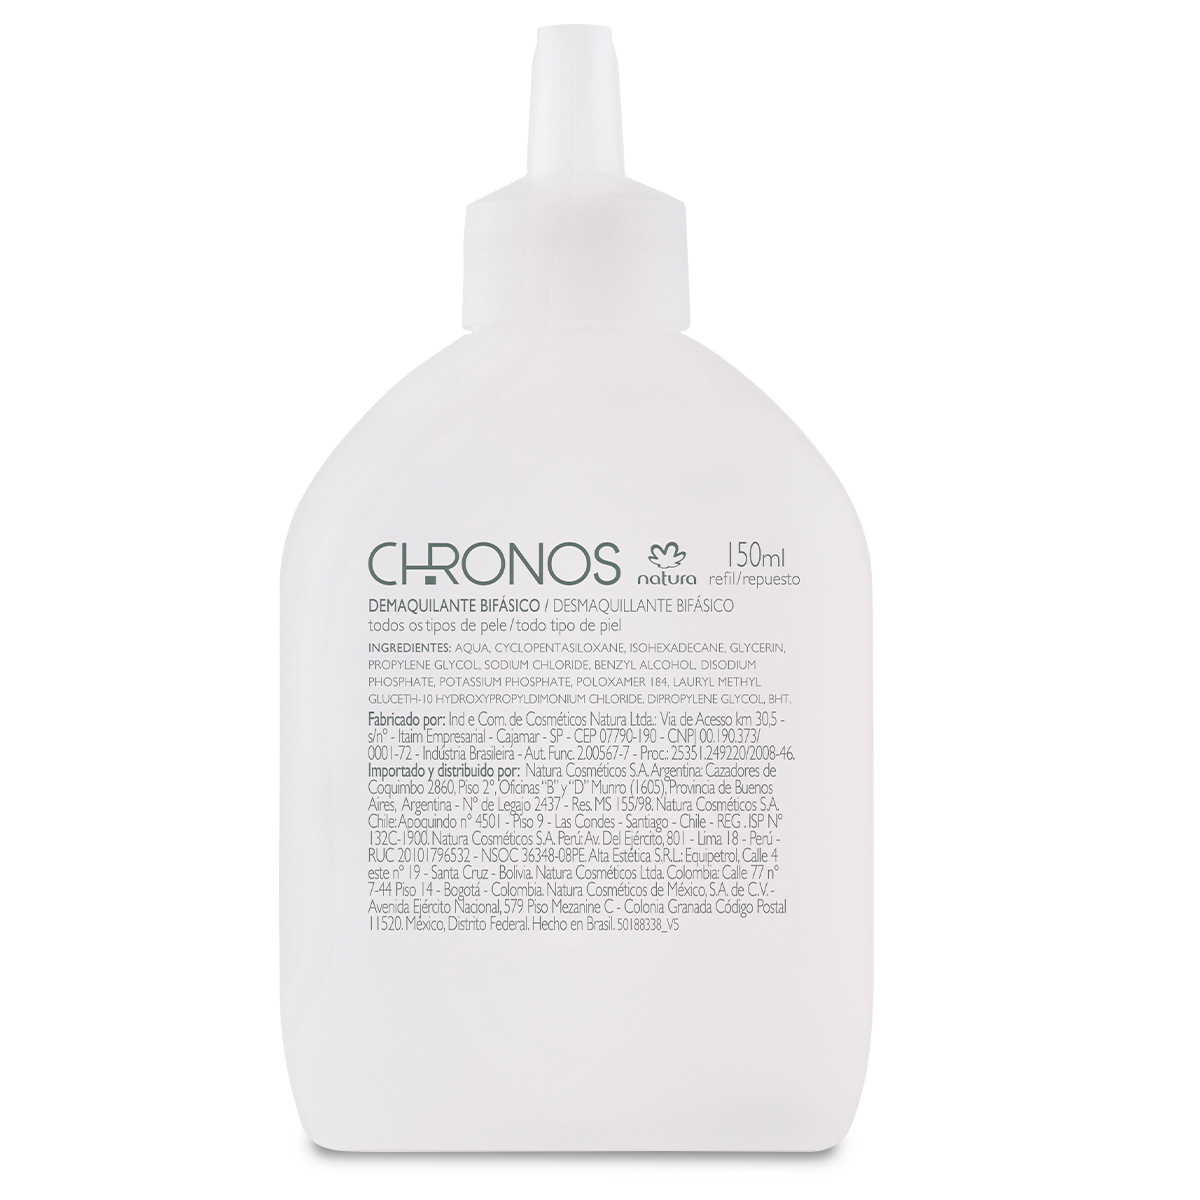 CHRONOS natura 150ml
refil/repuesto
DEMAQUILANTE BIFÁSICO / DESMAQUILLANTE BIFÁSICO
todos os tipos de pele/todo tipo de piel
INGREDIENTES: AQUA, CYCLOPENTASILOXANE, ISOHEXADECANE, GLYCERIN,
PROPYLENE GLYCOL, SODIUM CHLORIDE, BENZYL ALCOHOL, DISODIUM
PHOSPHATE, POTASSIUM PHOSPHATE, POLOXAMER 184, LAURYL METHYL
GLUCETH-10 HYDROXYPROPYLDIMONIUM CHLORIDE, DIPROPYLENE GLYCOL, BHT.
Fabricado por: Ind e Com. de Cosméticos Natura Ltda.: Via de Acesso km 30,5 -
s/nº - Itaim Empresarial - Cajamar - SP - CEP 07790-190 - CNPJ 00.190.373/
0001-72 - Indústria Brasileira - Aut. Func. 2.00567-7 - Proc.: 25351.249220/2008-46.
Importado y distribuido por: Natura Cosméticos S.A. Argentina: Cazadores de
Coquimbo 2860, Piso 2°, Oficinas "B" y "D" Munro (1605), Provincia de Buenos
Aires, Argentina - N° de Legajo 2437 - Res. MS 155/98. Natura Cosméticos S.A.
Chile: Apoquindo nº 4501 - Piso 9 - Las Condes - Santiago - Chile - REG . ISP Nº
132C-1900. Natura Cosméticos S.A. Perú: Av. Del Ejército, 801 - Lima 18 - Perú -
RUC 20101796532 - NSOC 36348-08PE. Alta Estética S.R.L.: Equipetrol, Calle 4
este nº 19 - Santa Cruz - Bolivia. Natura Cosméticos Ltda. Colombia: Calle 77 nº
7-44 Piso 14 - Bogotá - Colombia. Natura Cosméticos de México, S.A. de C.V. -
Avenida Ejército Nacional, 579 Piso Mezanine C - Colonia Granada Código Postal
11520. México, Distrito Federal. Hecho en Brasil. 50188338_V5